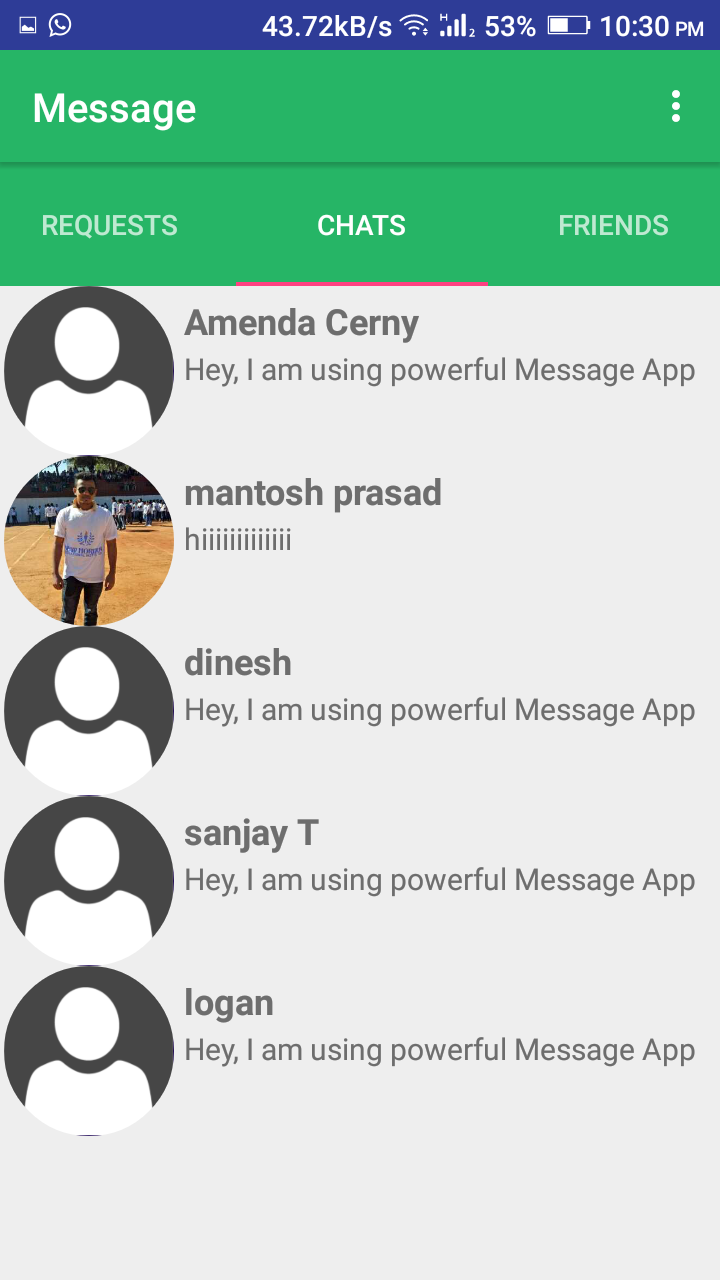 43.72kB/s H 2 53% 10:30 PM
Message
REQUESTS CHATS FRIENDS
Amenda Cerny
Hey, I am using powerful Message App
mantosh prasad
hiiiiiiiiiiiii
dinesh
Hey, I am using powerful Message App
sanjay T
Hey, I am using powerful Message App
logan
Hey, I am using powerful Message App